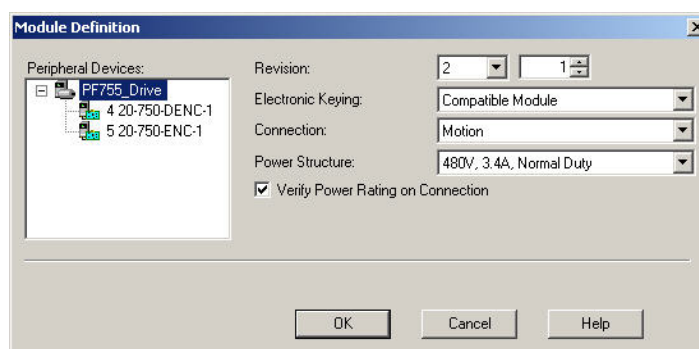 Module Definition
Peripheral Devices:
PF755_Drive
4 20-750-DENC-1
5 20-750-ENC-1
Revision: 2 1
Electronic Keying: Compatible Module
Connection: Motion
Power Structure: 480V, 3.4A, Normal Duty
Verify Power Rating on Connection
OK Cancel Help